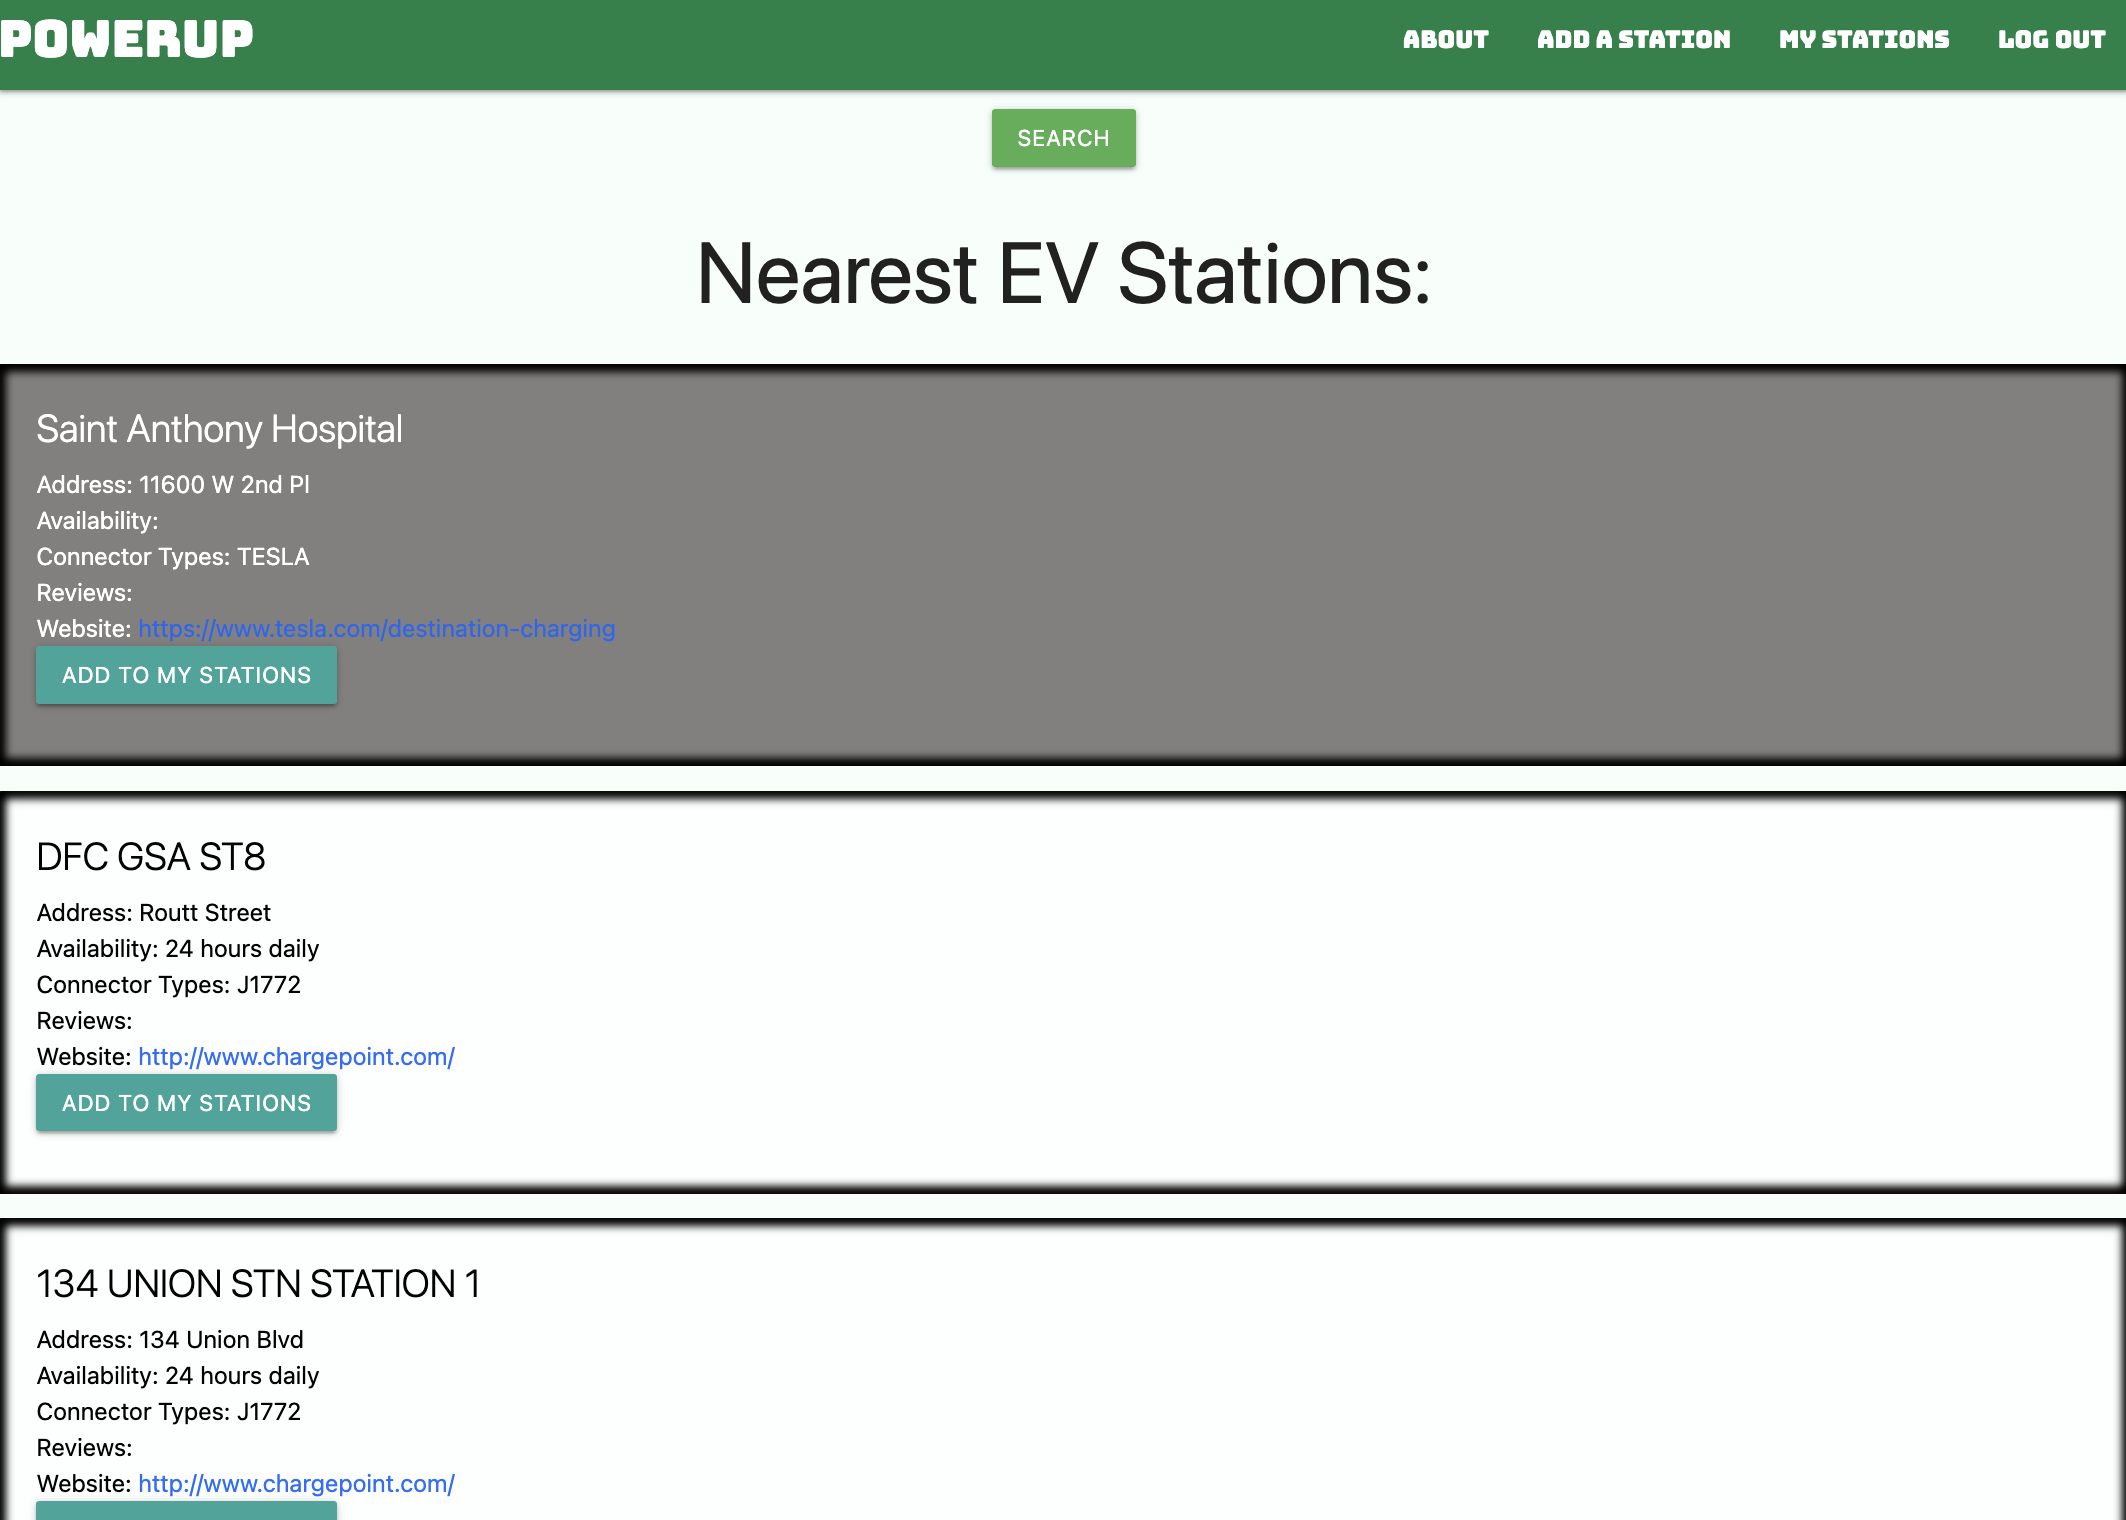 POWERUP
ABOUT ADD A STATION MY STATIONS LOG OUT
SEARCH
Nearest EV Stations:
Saint Anthony Hospital
Address: 11600 W 2nd Pl
Availability:
Connector Types: TESLA
Reviews:
Website: https://www.tesla.com/destination-charging
ADD TO MY STATIONS
DFC GSA ST8
Address: Routt Street
Availability: 24 hours daily
Connector Types: J1772
Reviews:
Website: http://www.chargepoint.com/
ADD TO MY STATIONS
134 UNION STN STATION 1
Address: 134 Union Blvd
Availability: 24 hours daily
Connector Types: J1772
Reviews:
Website: http://www.chargepoint.com/